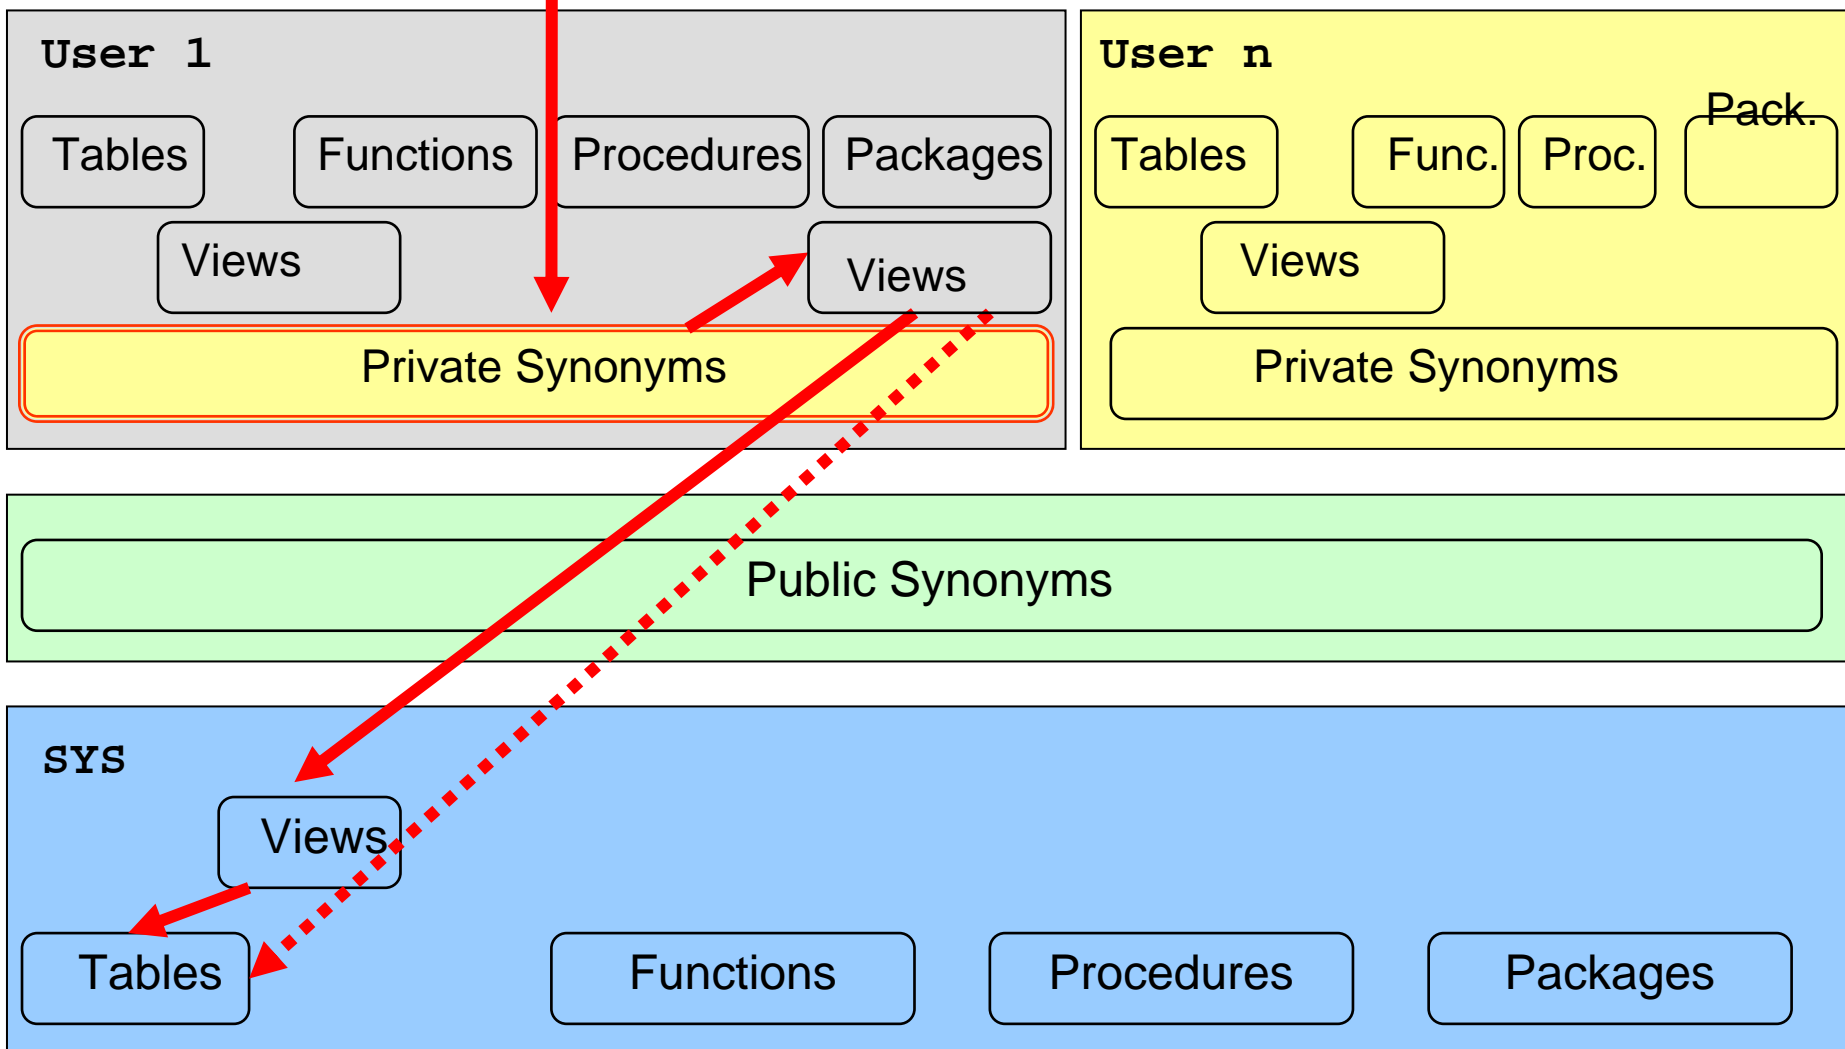 User 1
Tables
Functions
Procedures
Packages
Views
Views
Private Synonyms
User n
Tables
Func.
Proc.
Pack.
Views
Private Synonyms
Public Synonyms
SYS
Views
Tables
Functions
Procedures
Packages